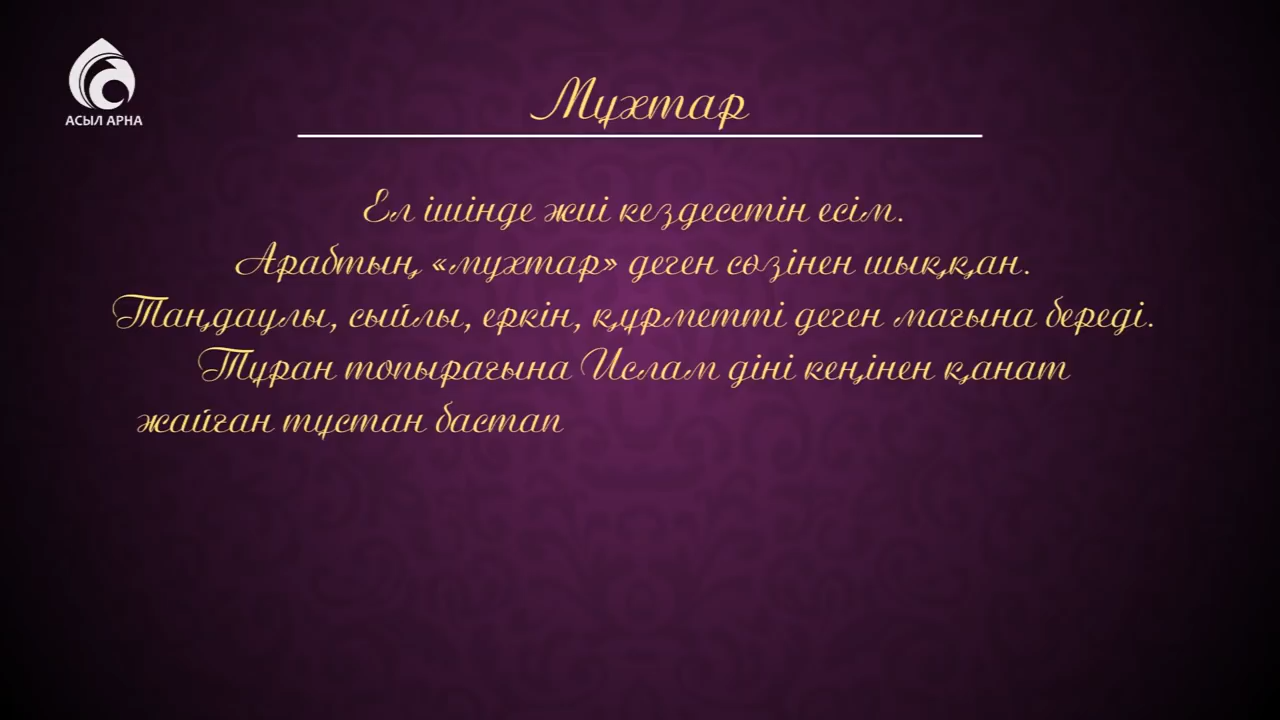 АСЫЛ АРНА
Мұхтар
Ел ішінде жиі кездесетін есім.
Арабтың «мухтар» деген сөзінен шыққан.
Таңдаулы, сыйлы, еркін, құрметті деген мағына береді.
Тұран топырағына Ислам діні кеңінен қанат
жайған тұстан бастап